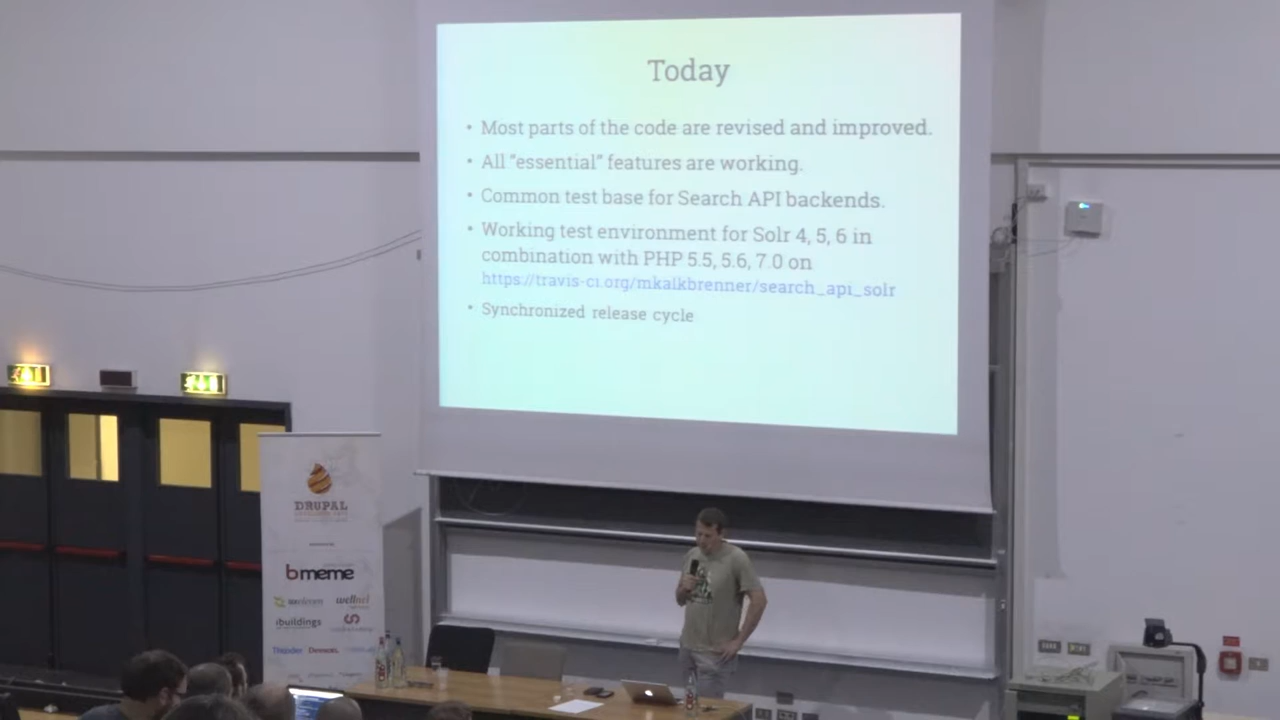 Today
• Most parts of the code are revised and improved.
• All "essential" features are working.
• Common test base for Search API backends.
• Working test environment for Solr 4, 5, 6 in
combination with PHP 5.5, 5.6, 7.0 on
https://travis-ci.org/mkalkbrenner/search_api_solr
• Synchronized release cycle
DRUPAL
bmeme
wellnet
ibuildings
Thunder